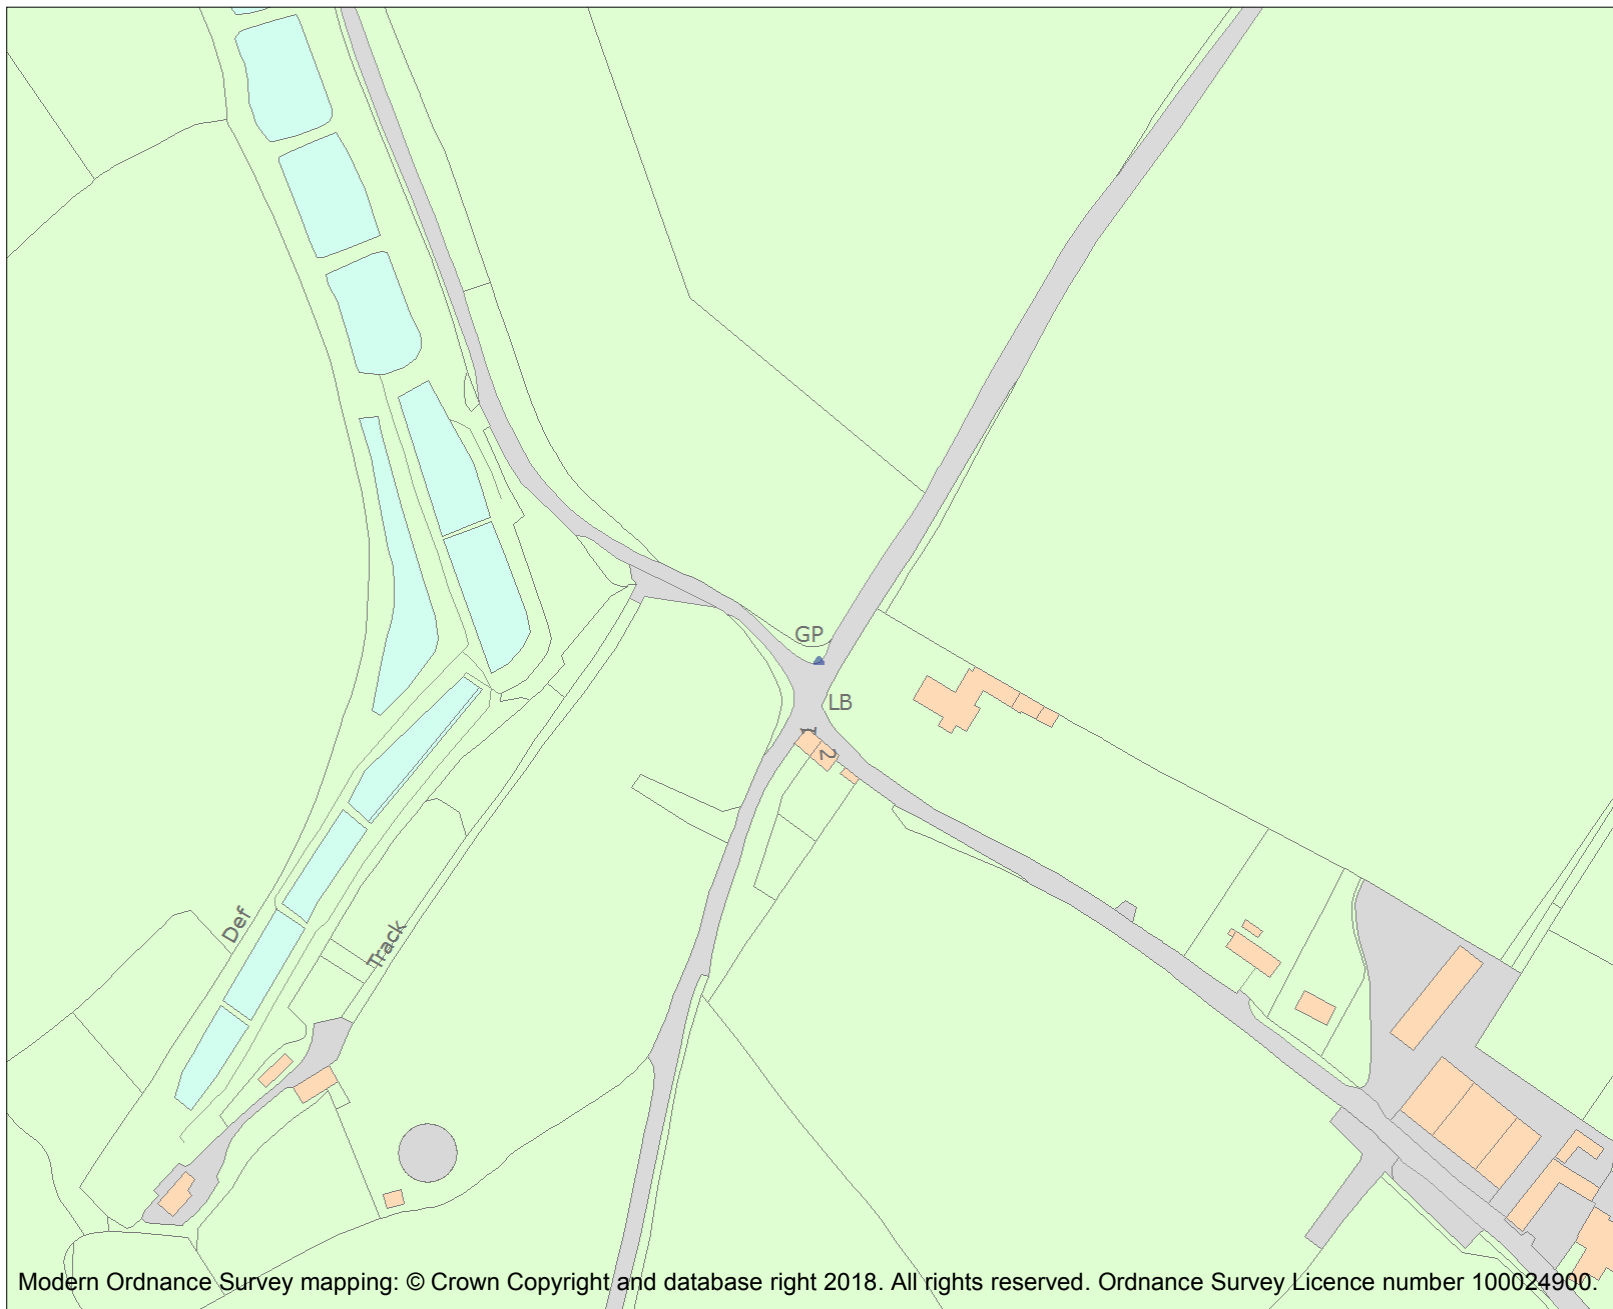 GP
LB
1
2
Def
Track
Modern Ordnance Survey mapping: © Crown Copyright and database right 2018. All rights reserved. Ordnance Survey Licence number 100024900.